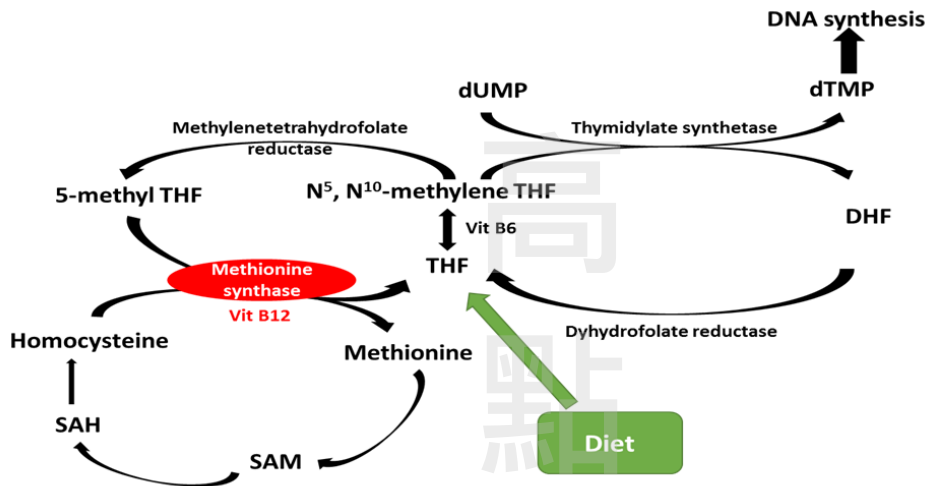 DNA synthesis
dUMP
dTMP
Methylenetetrahydrofolate
reductase
Thymidylate synthetase
5-methyl THF
N⁵, N¹⁰-methylene THF
DHF
Vit B6
THF
Methionine
synthase
Vit B12
Dyhydrofolate reductase
Homocysteine
Methionine
SAH
SAM
Diet
高
點